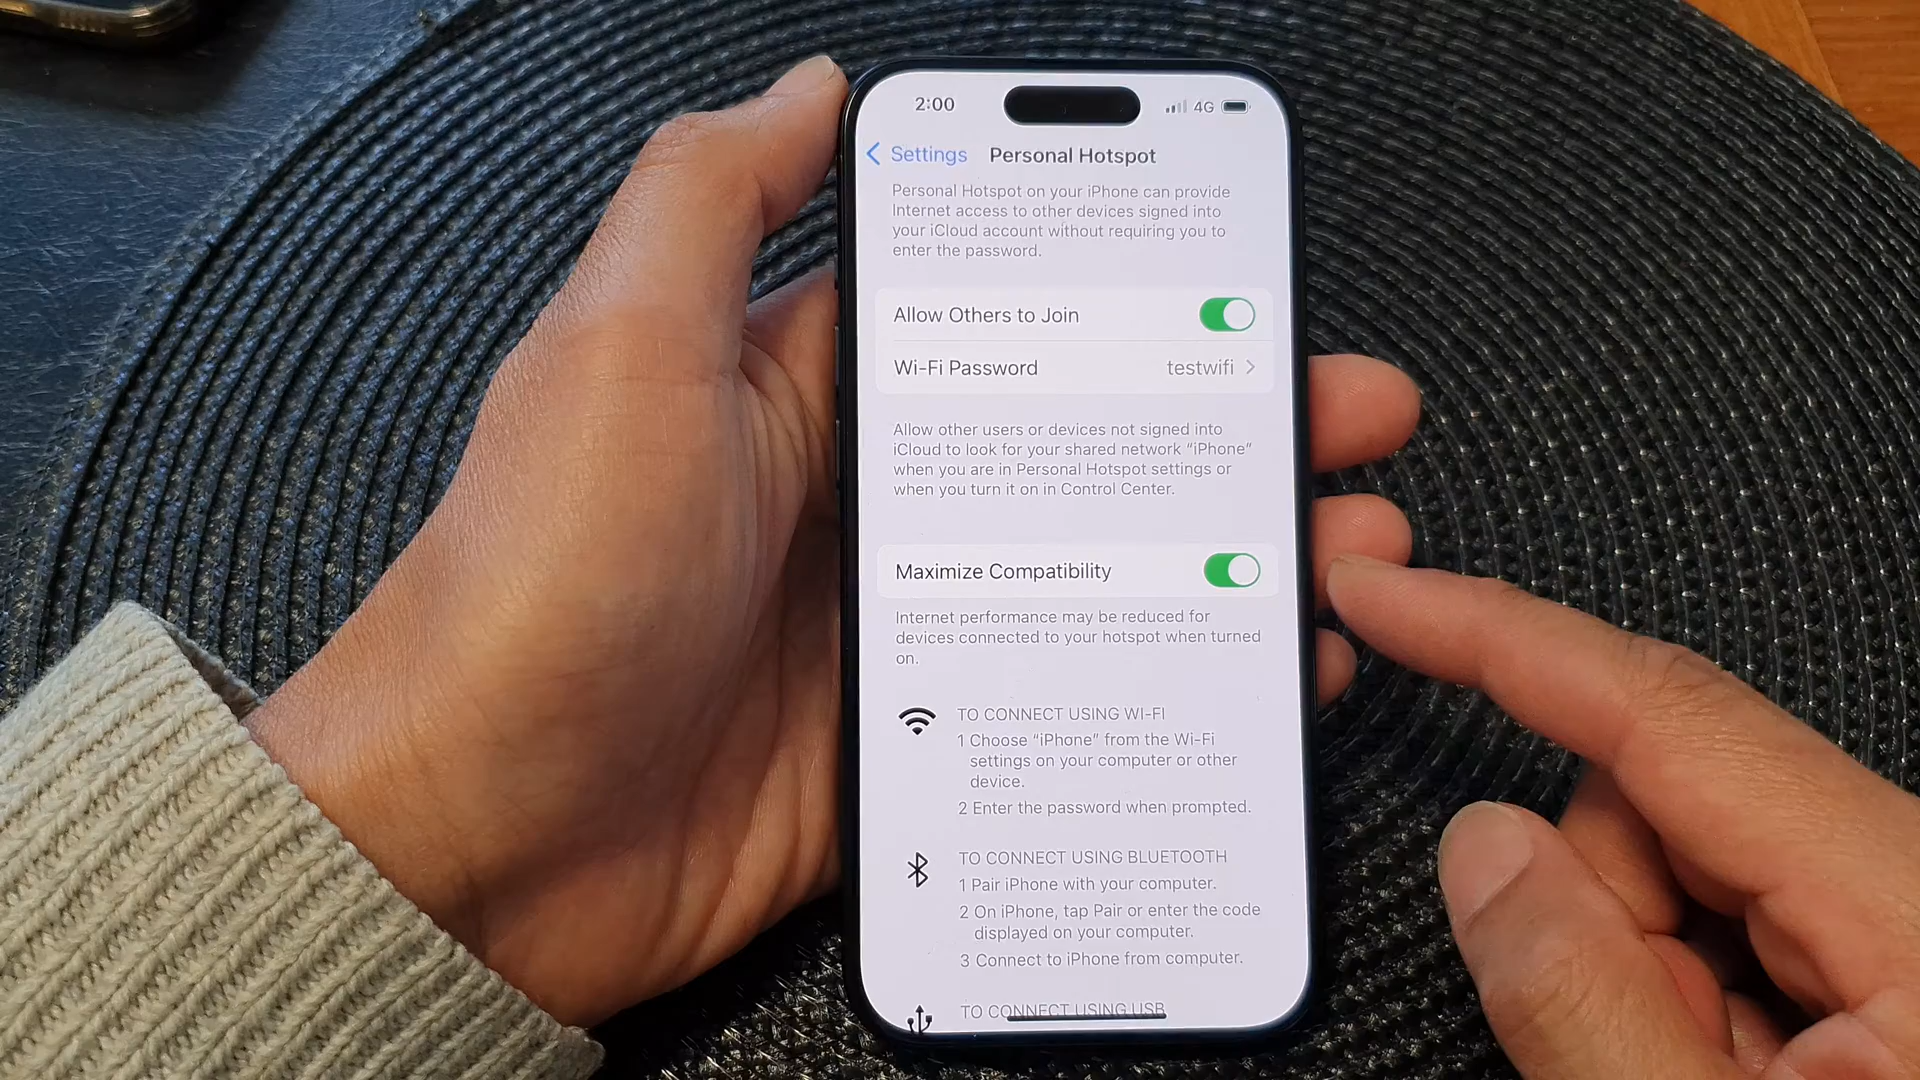 2:00 4G
Settings Personal Hotspot
Personal Hotspot on your iPhone can provide
Internet access to other devices signed into
your iCloud account without requiring you to
enter the password.
Allow Others to Join
Wi-Fi Password testwifi
Allow other users or devices not signed into
iCloud to look for your shared network “iPhone”
when you are in Personal Hotspot settings or
when you turn it on in Control Center.
Maximize Compatibility
Internet performance may be reduced for
devices connected to your hotspot when turned
on.
TO CONNECT USING WI-FI
1 Choose “iPhone” from the Wi-Fi
settings on your computer or other
device.
2 Enter the password when prompted.
TO CONNECT USING BLUETOOTH
1 Pair iPhone with your computer.
2 On iPhone, tap Pair or enter the code
displayed on your computer.
3 Connect to iPhone from computer.
TO CONNECT USING USB